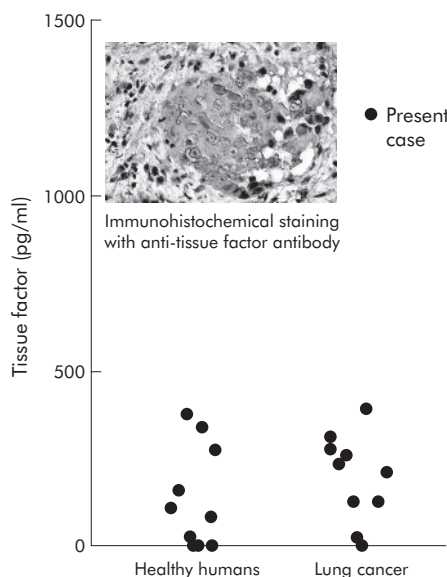 1500
Present
case
1000
Immunohistochemical staining
with anti-tissue factor antibody
Tissue factor (pg/ml)
500
0
Healthy humans
Lung cancer